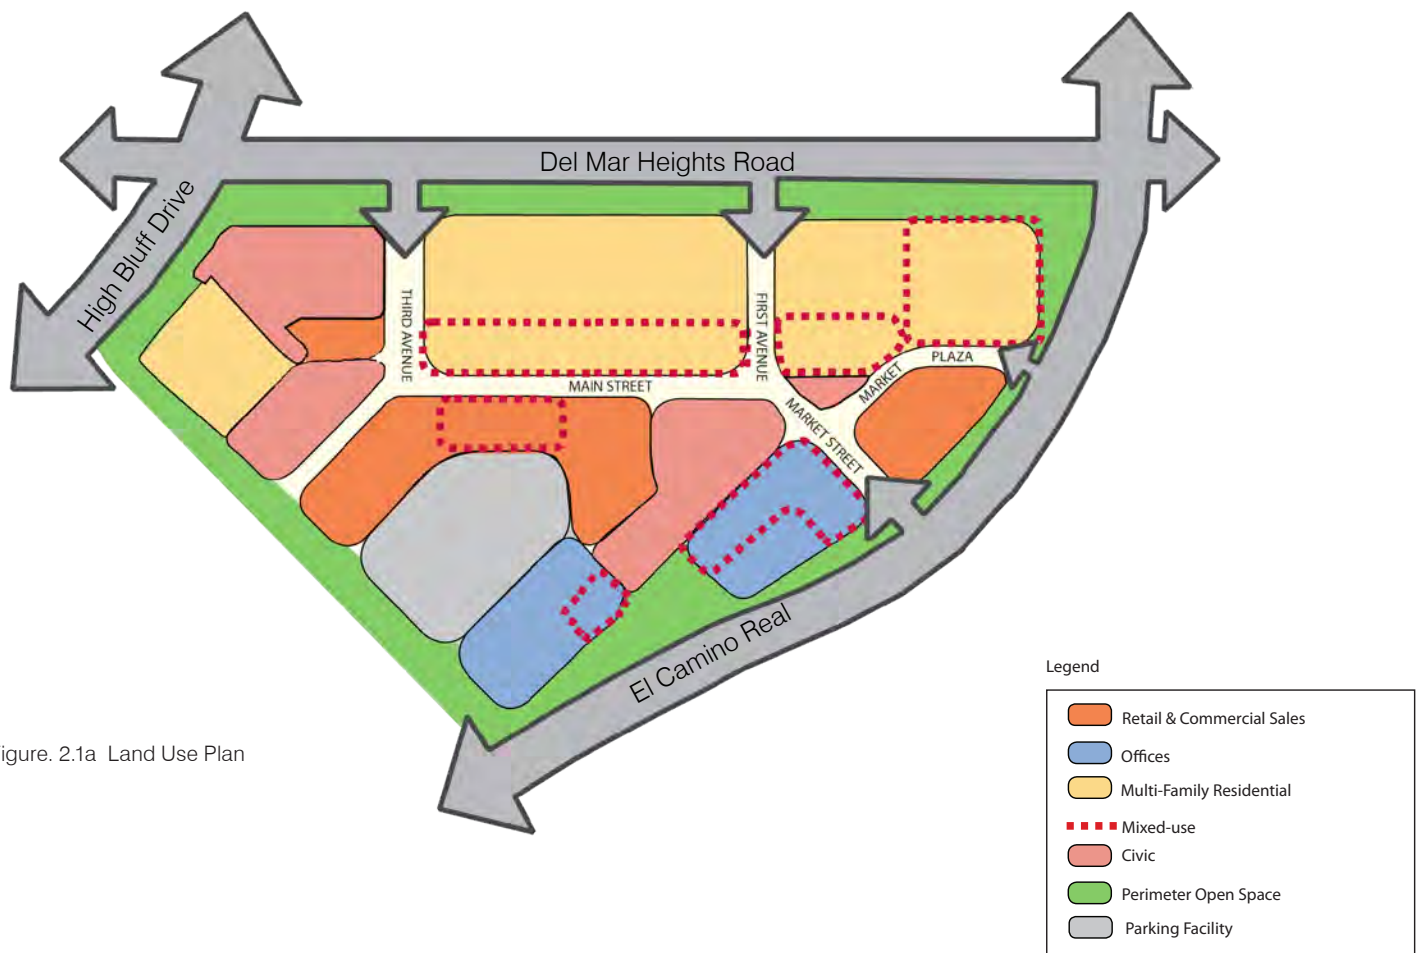 Del Mar Heights Road
High Bluff Drive
THIRD AVENUE
FIRST AVENUE
PLAZA
MARKET
MAIN STREET
MARKET STREET
El Camino Real
igure. 2.1a Land Use Plan
Legend
Retail & Commercial Sales
Offices
Multi-Family Residential
Mixed-use
Civic
Perimeter Open Space
Parking Facility